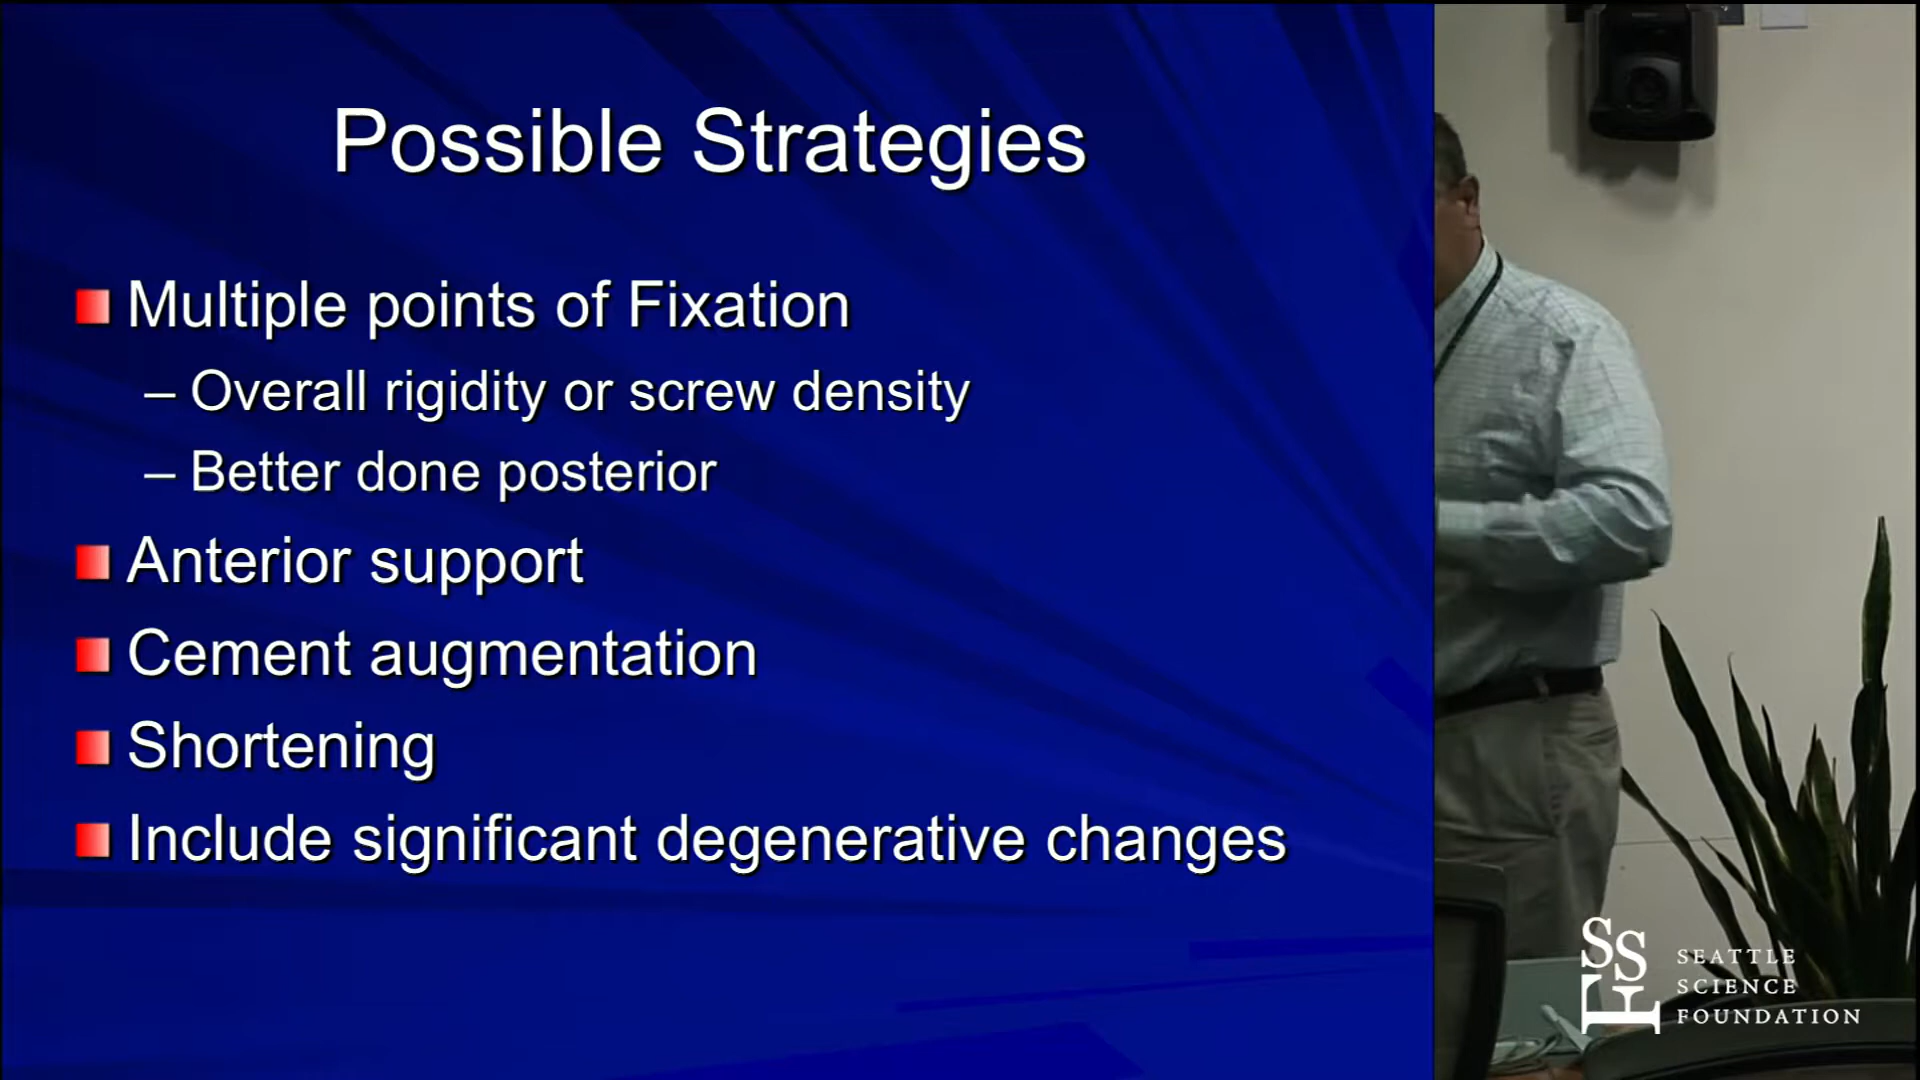 Possible Strategies
Multiple points of Fixation
– Overall rigidity or screw density
– Better done posterior
Anterior support
Cement augmentation
Shortening
Include significant degenerative changes
SSF
SEATTLE
SCIENCE
FOUNDATION